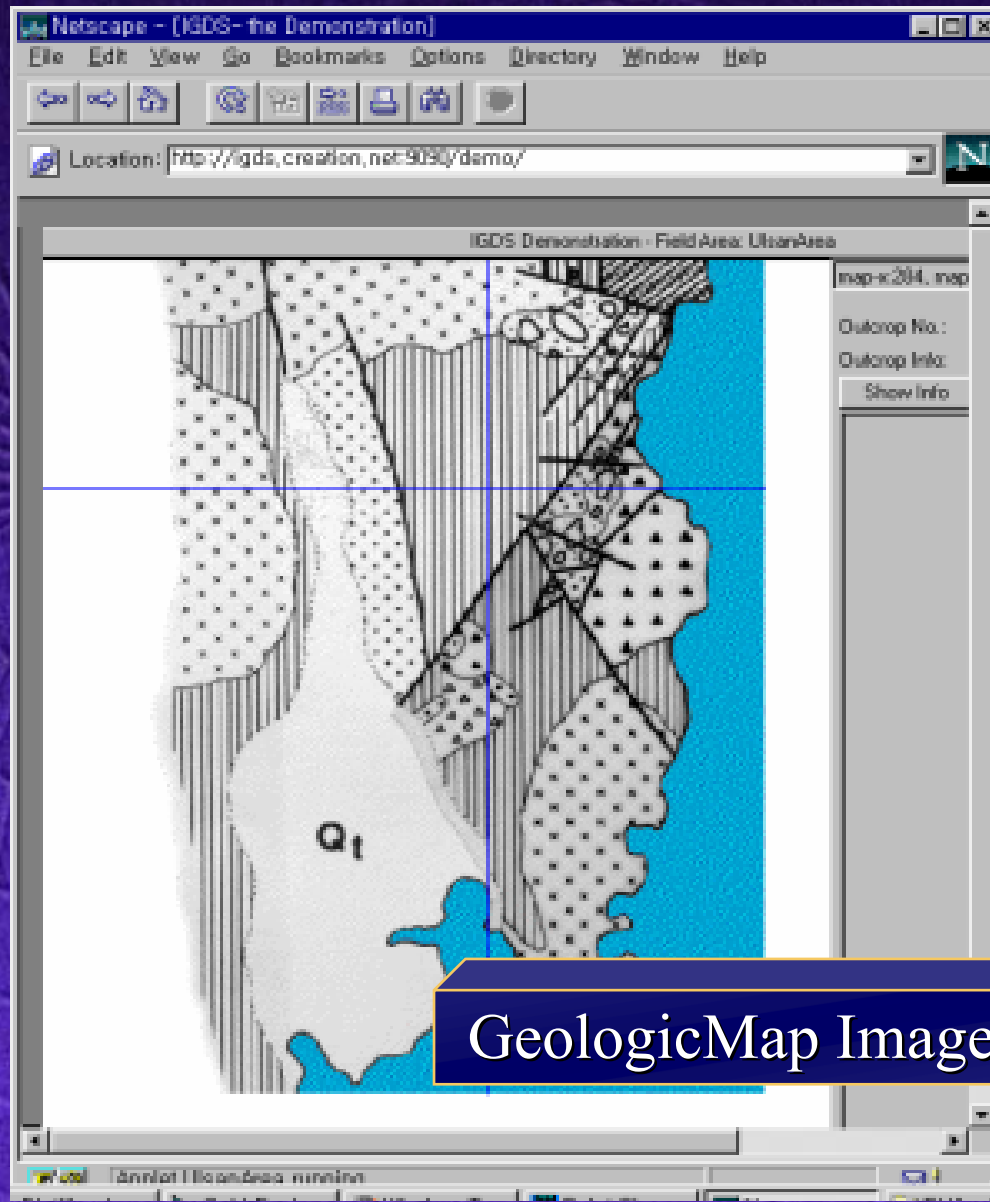 Netscape - [IGDS- the Demonstration]
File Edit View Go Bookmarks Options Directory Window Help
Location: http://igds.creation.net:9090/demo/
N
IGDS Demonstration - Field Area: UlsanArea
map-x:284, map
Outcrop No.:
Outcrop Info:
Show Info
Qt
GeologicMap Image
Applet UlsanArea running